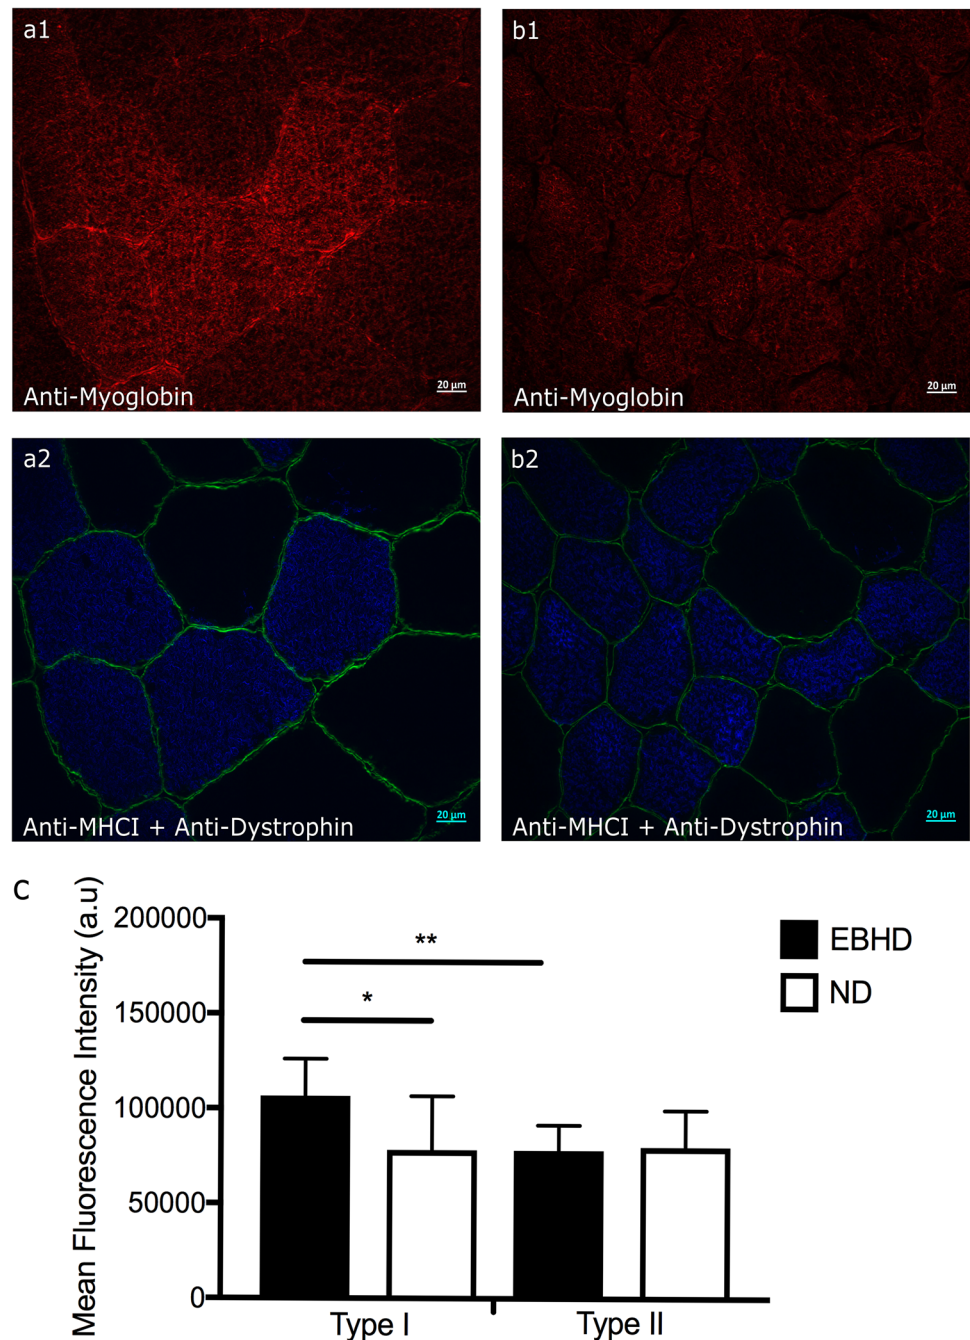 a1
b1
20 µm
20 µm
Anti-Myoglobin
Anti-Myoglobin
a2
b2
20 µm
20 µm
Anti-MHCI + Anti-Dystrophin
Anti-MHCI + Anti-Dystrophin
c
Mean Fluorescence Intensity (a.u)
200000
150000
100000
50000
0
**
*
EBHD
ND
Type I
Type II